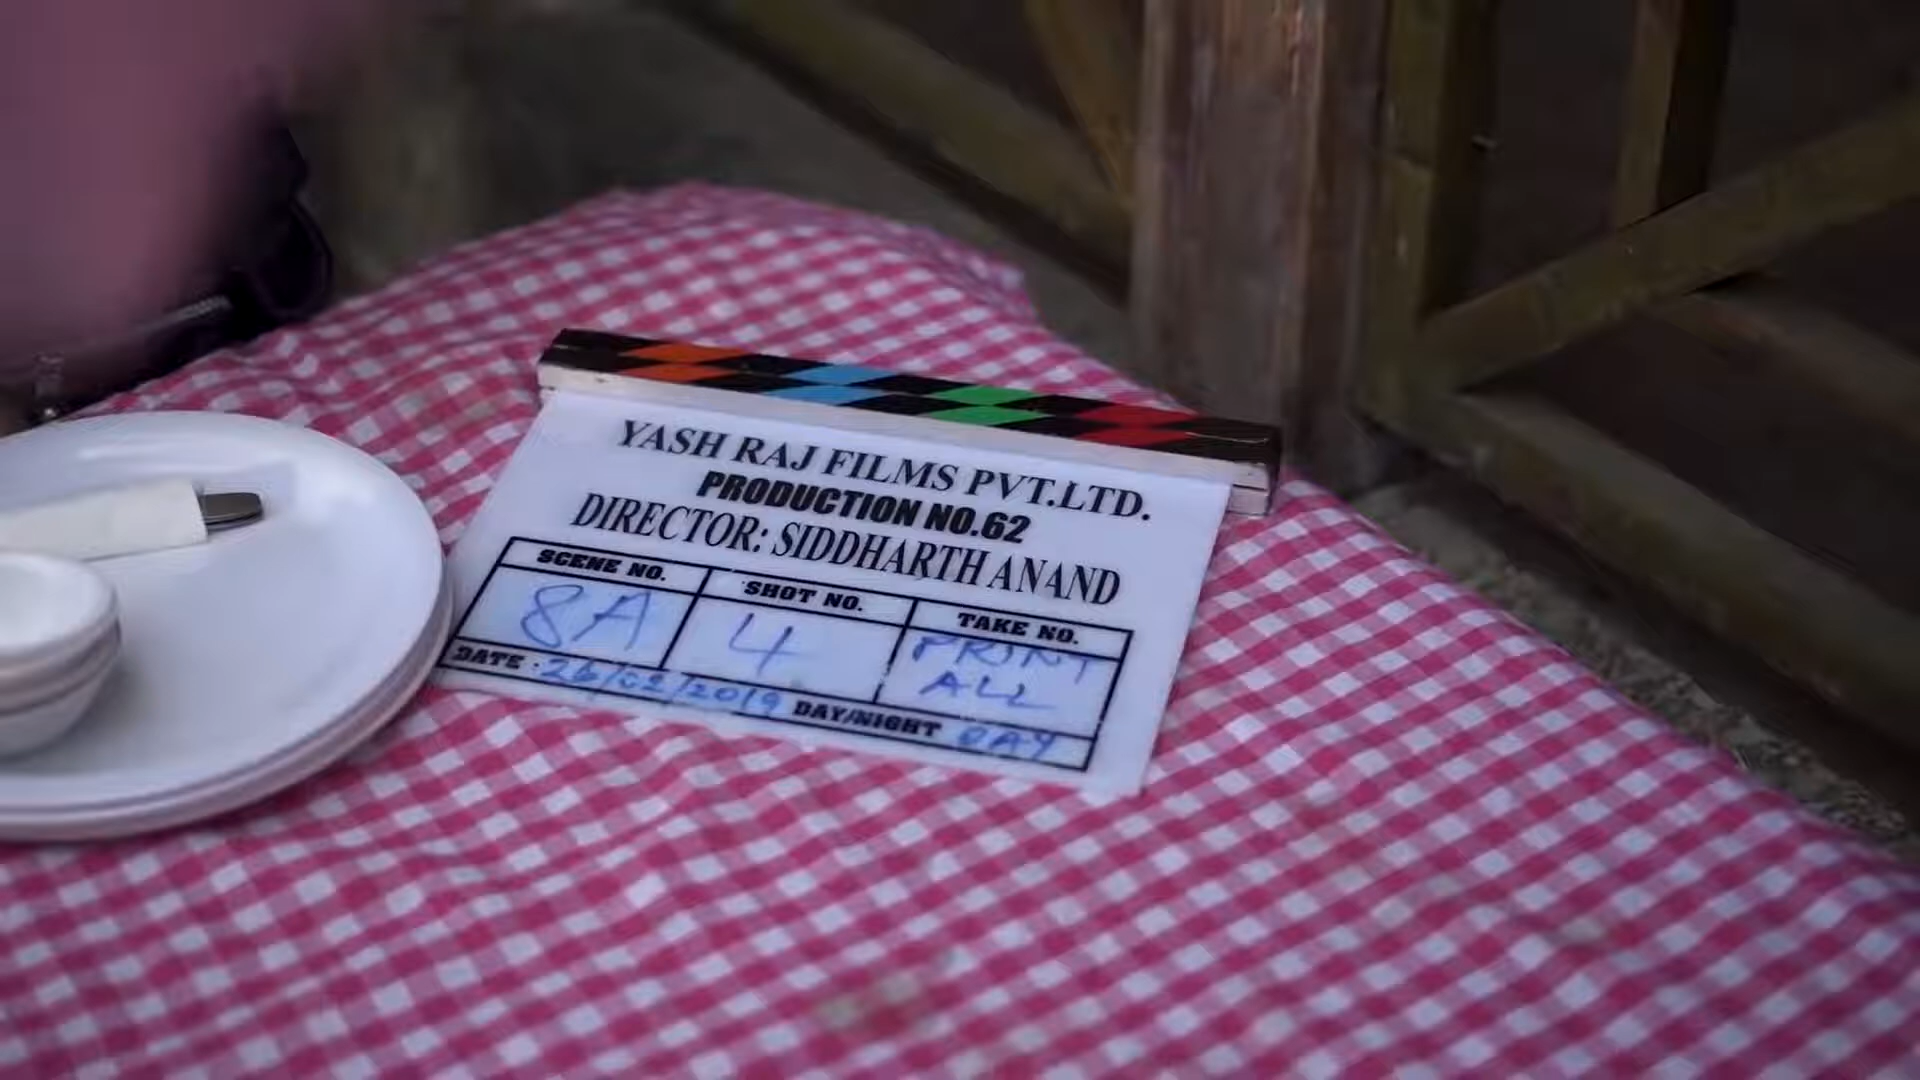 YASH RAJ FILMS PVT.LTD.
PRODUCTION NO.62
DIRECTOR: SIDDHARTH ANAND
SCENE NO. SHOT NO. TAKE NO.
8A 4 PRINT ALL
DATE: 26/02/2019 DAY/NIGHT DAY